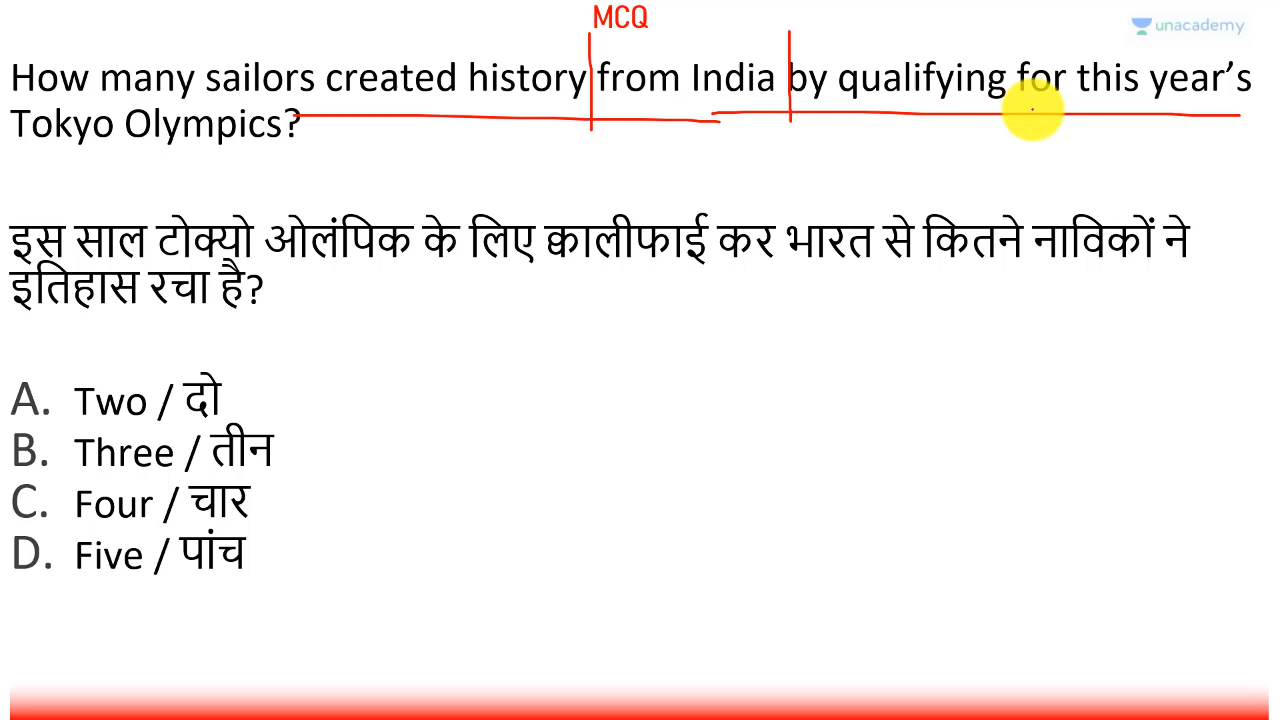 MCQ
unacademy
How many sailors created history from India by qualifying for this year’s
Tokyo Olympics?
इस साल टोक्यो ओलंपिक के लिए क्वालीफाई कर भारत से कितने नाविकों ने
इतिहास रचा है?
A. Two / दो
B. Three / तीन
C. Four / चार
D. Five / पांच